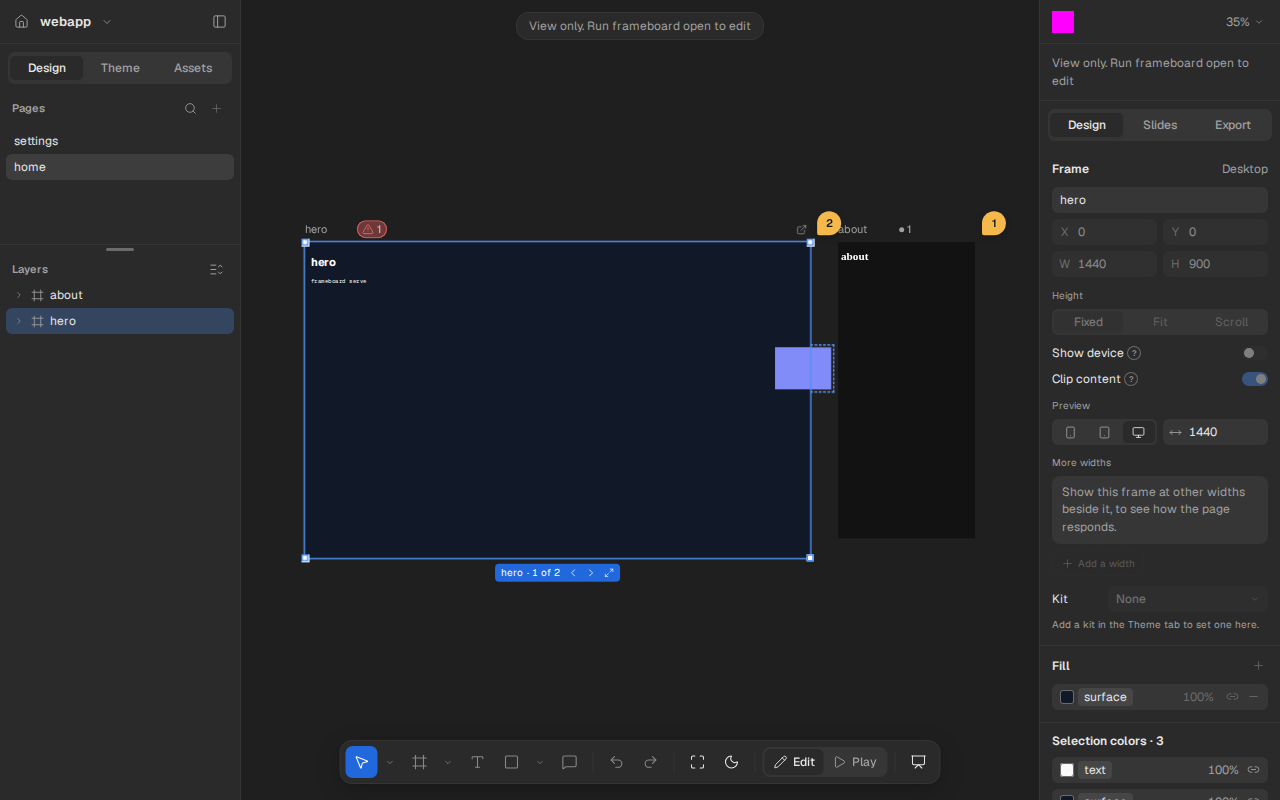 webapp
View only. Run frameboard open to edit
35%
View only. Run frameboard open to
edit
Design
Theme
Assets
Design
Slides
Export
Pages
settings
home
Frame
Desktop
hero
X 0
Y 0
W 1440
H 900
hero
1
2
about
1
1
Layers
about
hero
hero
frameboard serve
about
Height
Fixed
Fit
Scroll
Show device ?
Clip content ?
Preview
1440
More widths
Show this frame at other widths
beside it, to see how the page
responds.
Add a width
hero · 1 of 2
Kit
None
Add a kit in the Theme tab to set one here.
Fill
surface
100%
Selection colors · 3
text
100%
surface
100%
Edit
Play